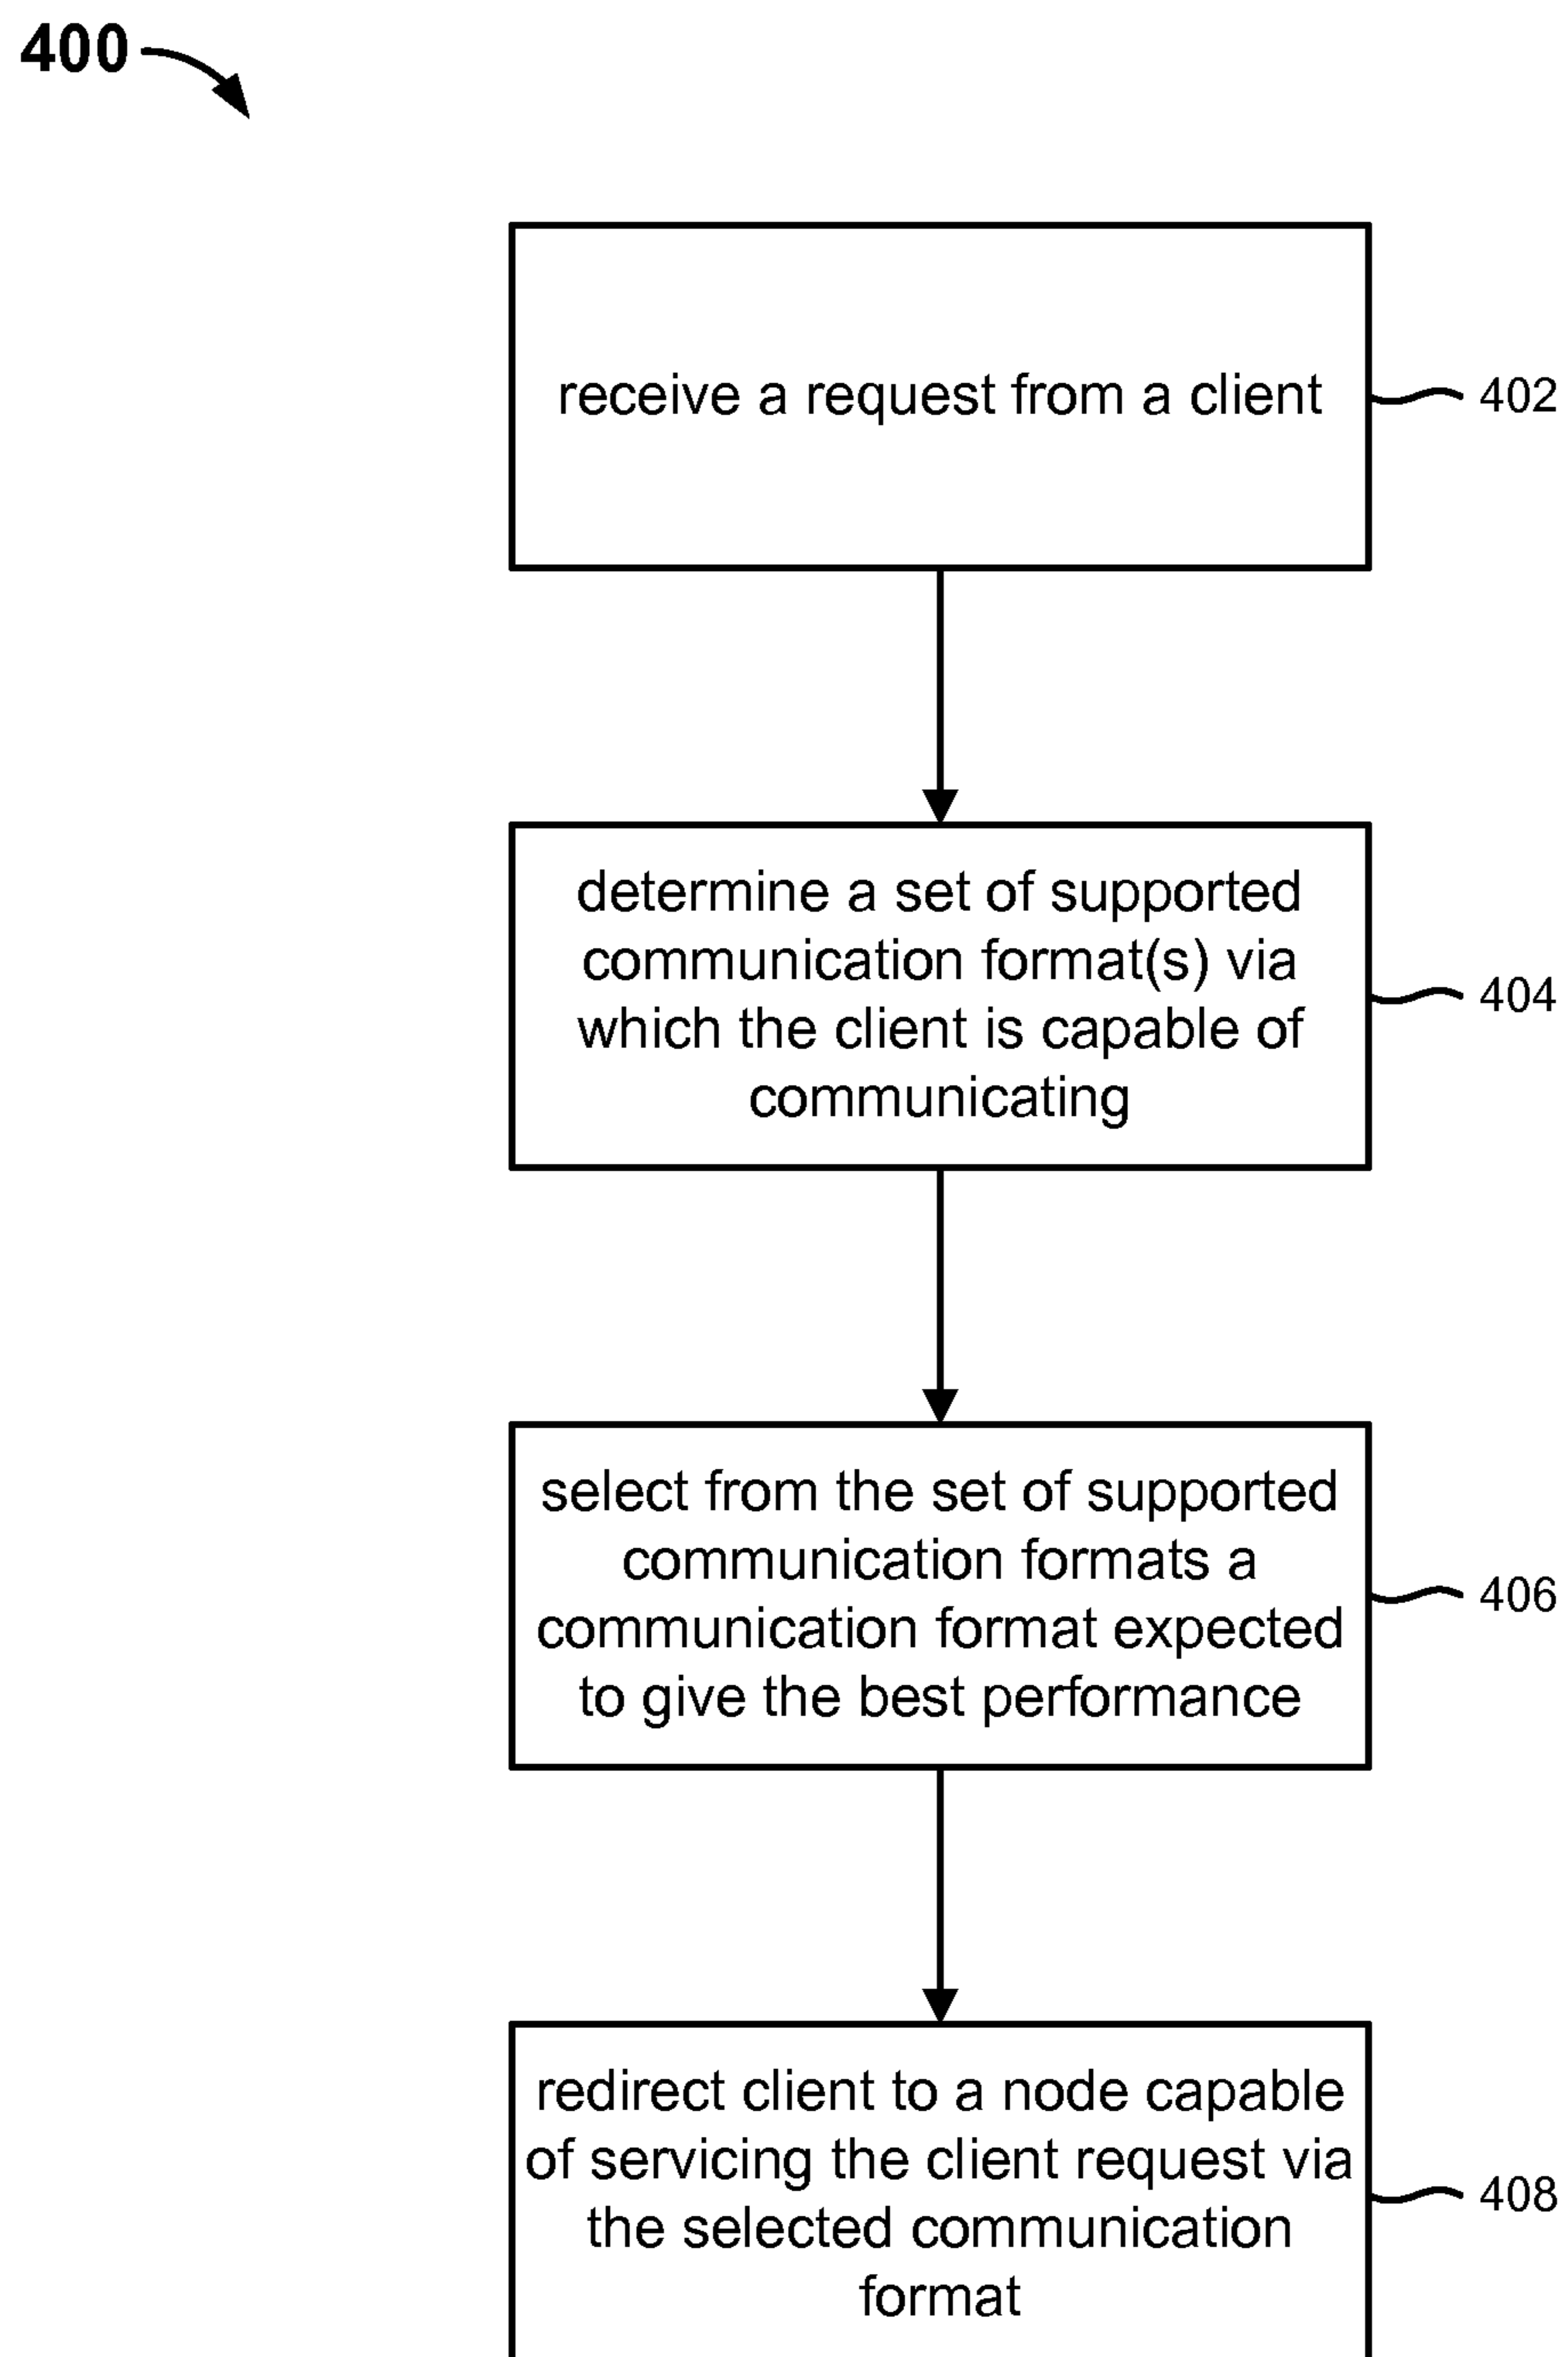 400
receive a request from a client
402
determine a set of supported
communication format(s) via
which the client is capable of
communicating
404
select from the set of supported
communication formats a
communication format expected
to give the best performance
406
redirect client to a node capable
of servicing the client request via
the selected communication
format
408